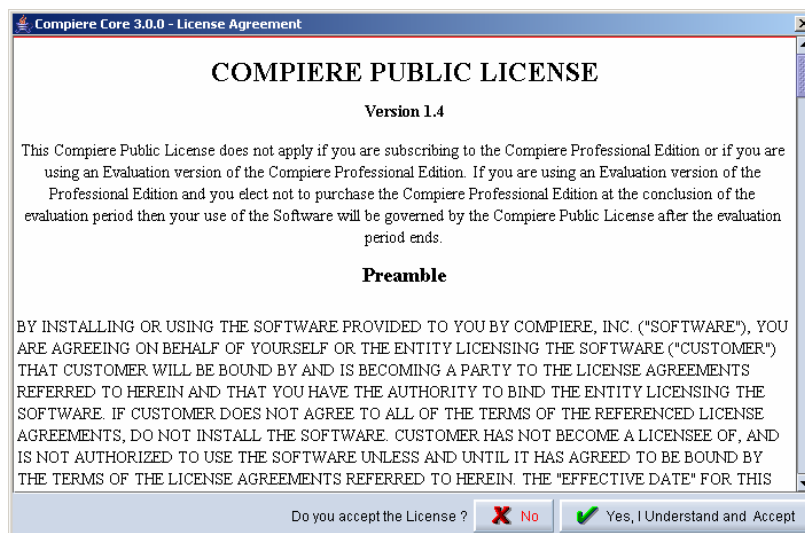 Compiere Core 3.0.0 - License Agreement
COMPIERE PUBLIC LICENSE
Version 1.4
This Compiere Public License does not apply if you are subscribing to the Compiere Professional Edition or if you are
using an Evaluation version of the Compiere Professional Edition. If you are using an Evaluation version of the
Professional Edition and you elect not to purchase the Compiere Professional Edition at the conclusion of the
evaluation period then your use of the Software will be governed by the Compiere Public License after the evaluation
period ends.
Preamble
BY INSTALLING OR USING THE SOFTWARE PROVIDED TO YOU BY COMPIERE, INC. ("SOFTWARE"), YOU
ARE AGREEING ON BEHALF OF YOURSELF OR THE ENTITY LICENSING THE SOFTWARE ("CUSTOMER")
THAT CUSTOMER WILL BE BOUND BY AND IS BECOMING A PARTY TO THE LICENSE AGREEMENTS
REFERRED TO HEREIN AND THAT YOU HAVE THE AUTHORITY TO BIND THE ENTITY LICENSING THE
SOFTWARE. IF CUSTOMER DOES NOT AGREE TO ALL OF THE TERMS OF THE REFERENCED LICENSE
AGREEMENTS, DO NOT INSTALL THE SOFTWARE. CUSTOMER HAS NOT BECOME A LICENSEE OF, AND
IS NOT AUTHORIZED TO USE THE SOFTWARE UNLESS AND UNTIL IT HAS AGREED TO BE BOUND BY
THE TERMS OF THE LICENSE AGREEMENTS REFERRED TO HEREIN. THE "EFFECTIVE DATE" FOR THIS
Do you accept the License ? No Yes, I Understand and Accept